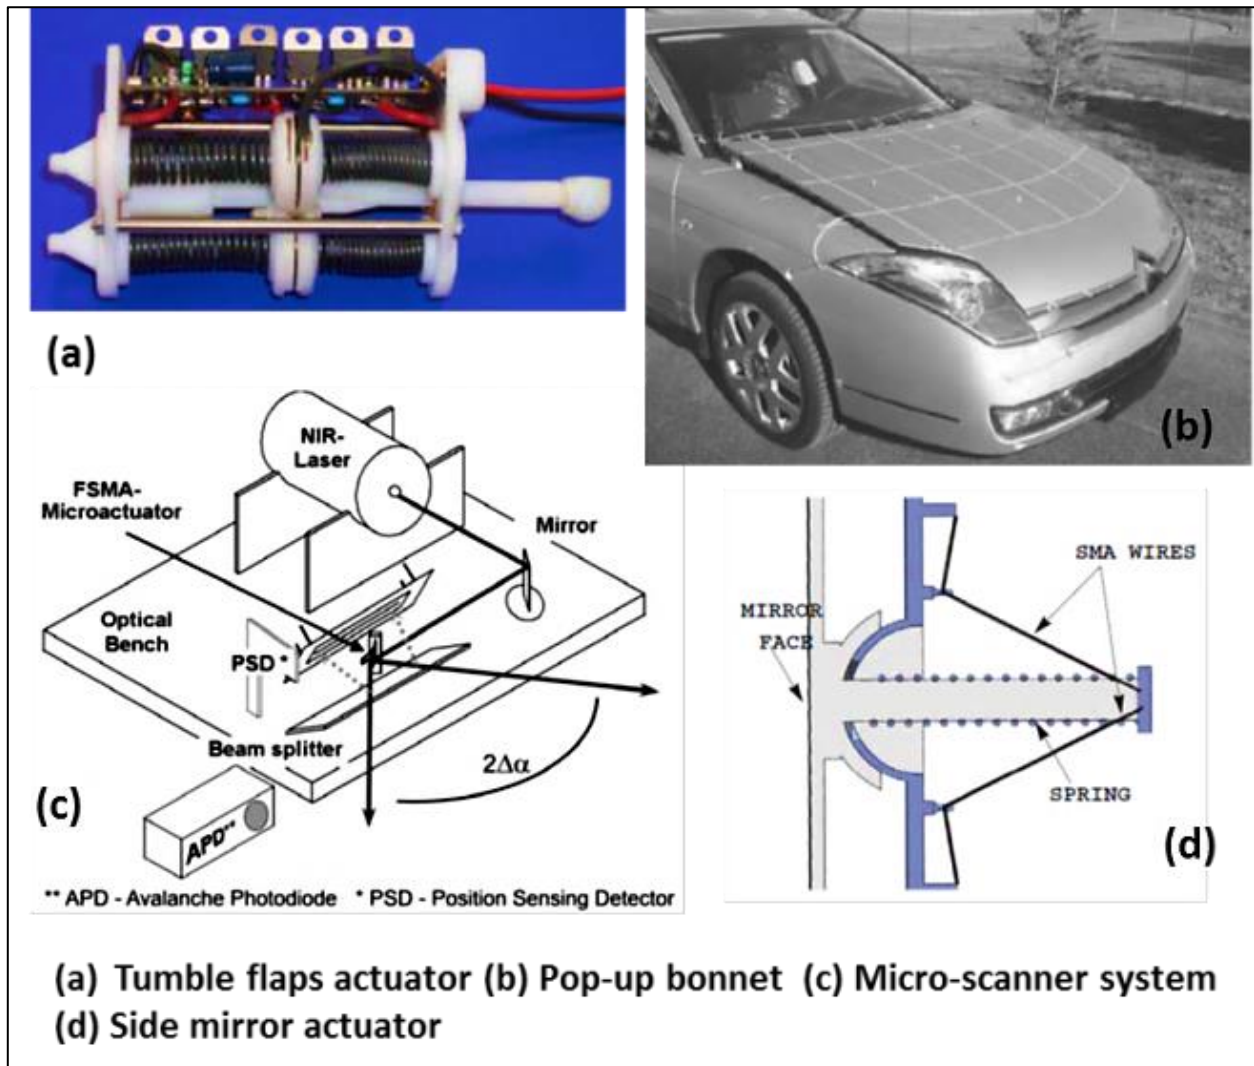 (a)
(b)
NIR-
Laser
FSMA-
Microactuator
Mirror
Optical
Bench
PSD *
Beam splitter
2Δα
(c)
APD**
** APD - Avalanche Photodiode * PSD - Position Sensing Detector
SMA WIRES
MIRROR
FACE
SPRING
(d)
(a) Tumble flaps actuator (b) Pop-up bonnet (c) Micro-scanner system
(d) Side mirror actuator